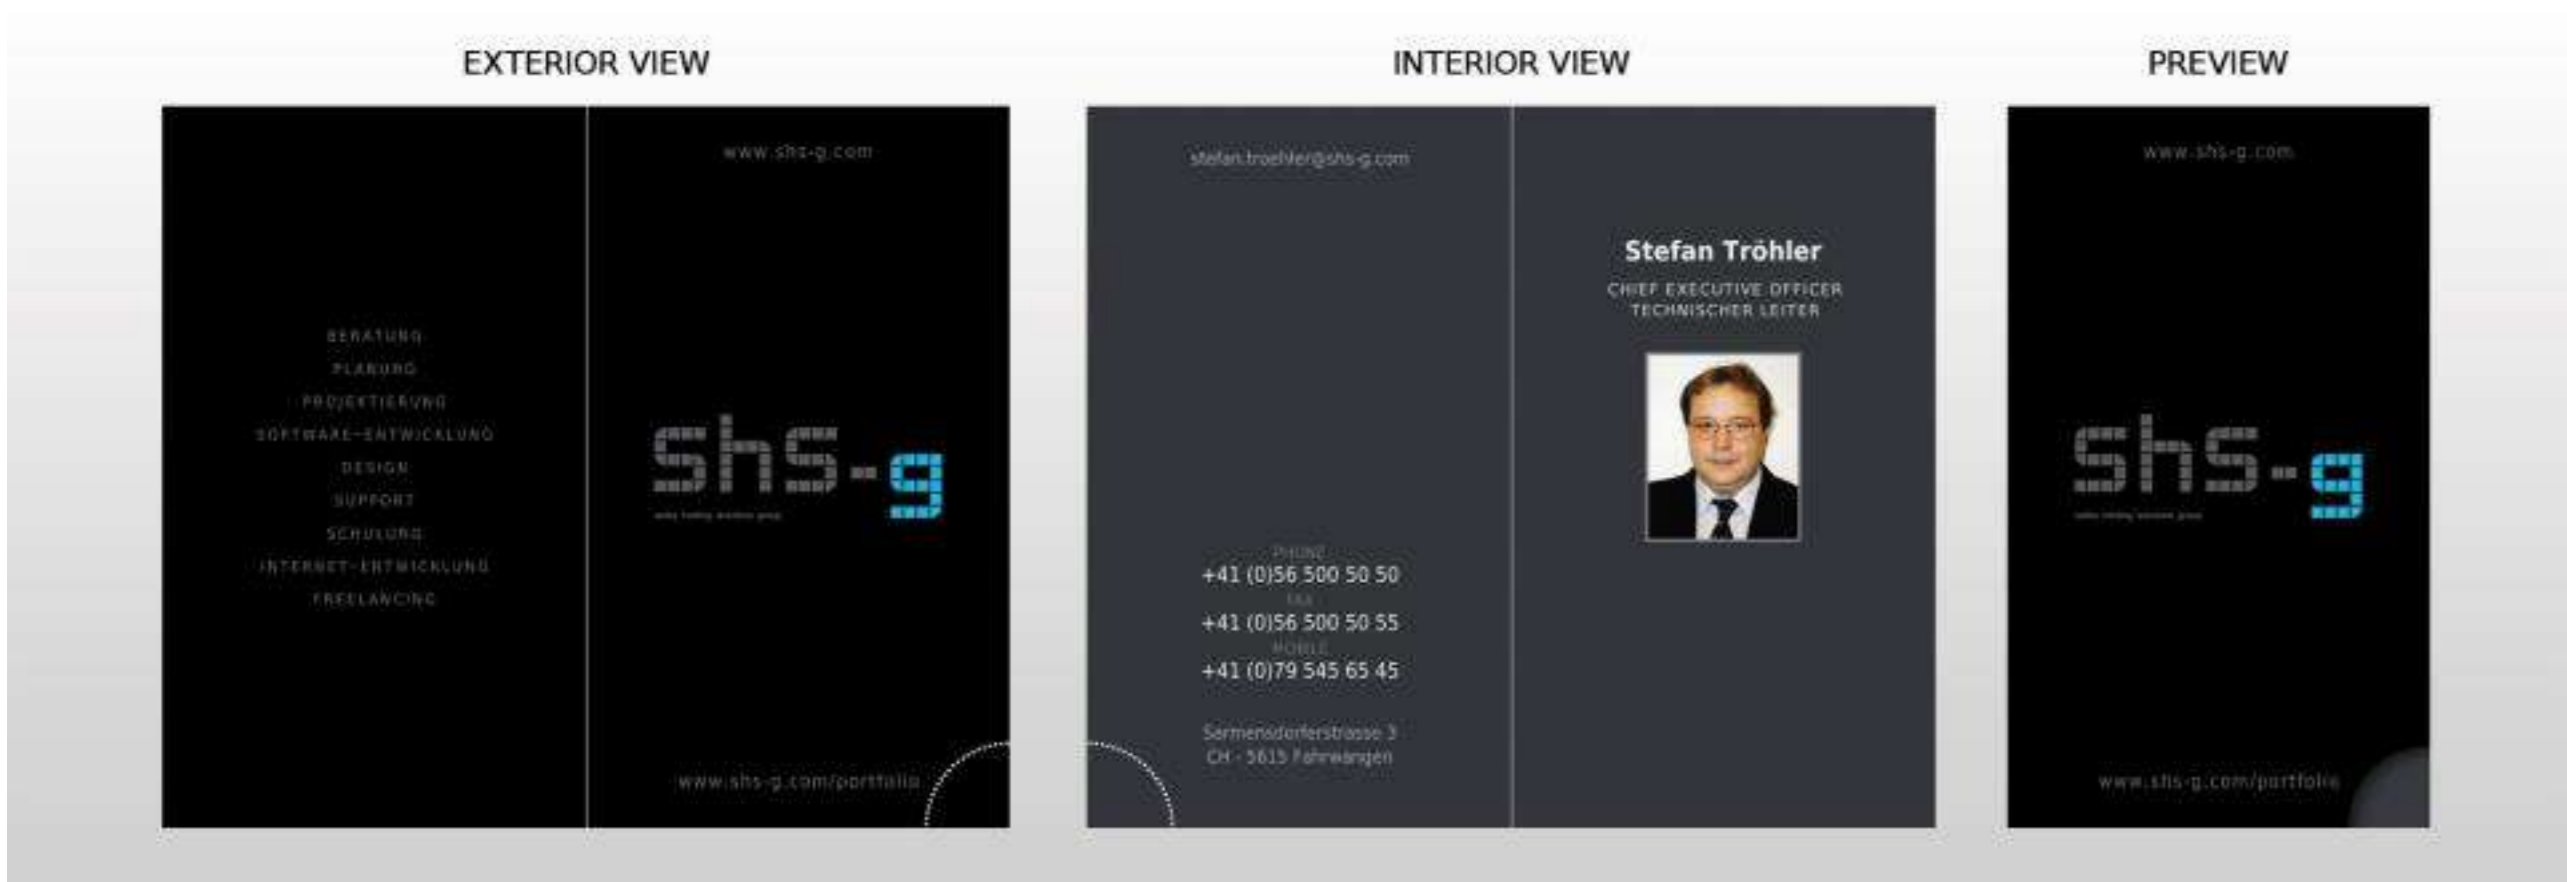 EXTERIOR VIEW
BERATUNG
PLANUNG
PROJEKTIERUNG
SOFTWARE-ENTWICKLUNG
DESIGN
SUPPORT
SCHULUNG
INTERNET-ENTWICKLUNG
FREELANCING
www.shs-g.com
shs-g
www.shs-g.com/portfolio
INTERIOR VIEW
stefan.troehler@shs-g.com
PHONE
+41 (0)56 500 50 50
FAX
+41 (0)56 500 50 55
MOBILE
+41 (0)79 545 65 45
Sarmensdorferstrasse 3
CH - 5615 Fahrwangen
Stefan Tröhler
CHIEF EXECUTIVE OFFICER
TECHNISCHER LEITER
PREVIEW
www.shs-g.com
shs-g
www.shs-g.com/portfolio